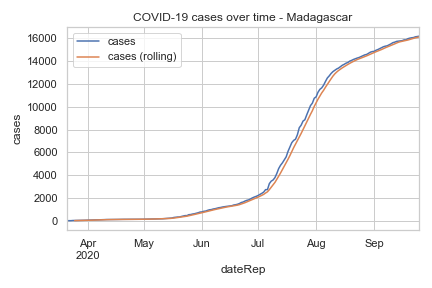 COVID-19 cases over time - Madagascar
cases
cases (rolling)
16000
14000
12000
10000
8000
6000
4000
2000
0
cases
Apr
2020
May
Jun
Jul
Aug
Sep
dateRep